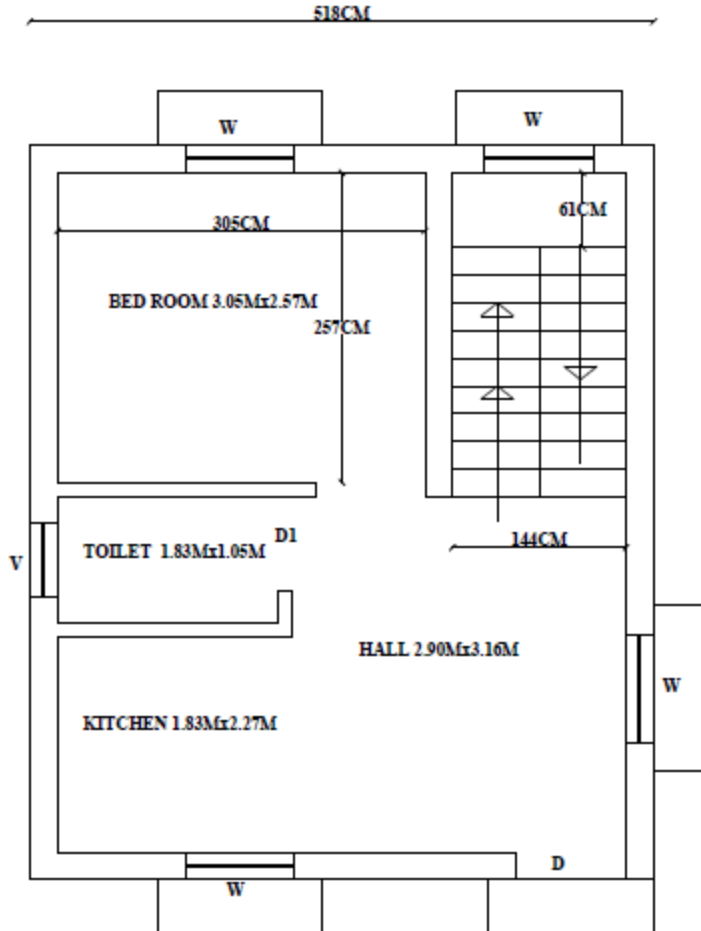 518CM
W
W
61CM
305CM
BED ROOM 3.05Mx2.57M
257CM
D1
144CM
TOILET 1.83Mx1.05M
V
HALL 2.90Mx3.16M
W
KITCHEN 1.83Mx2.27M
D
W